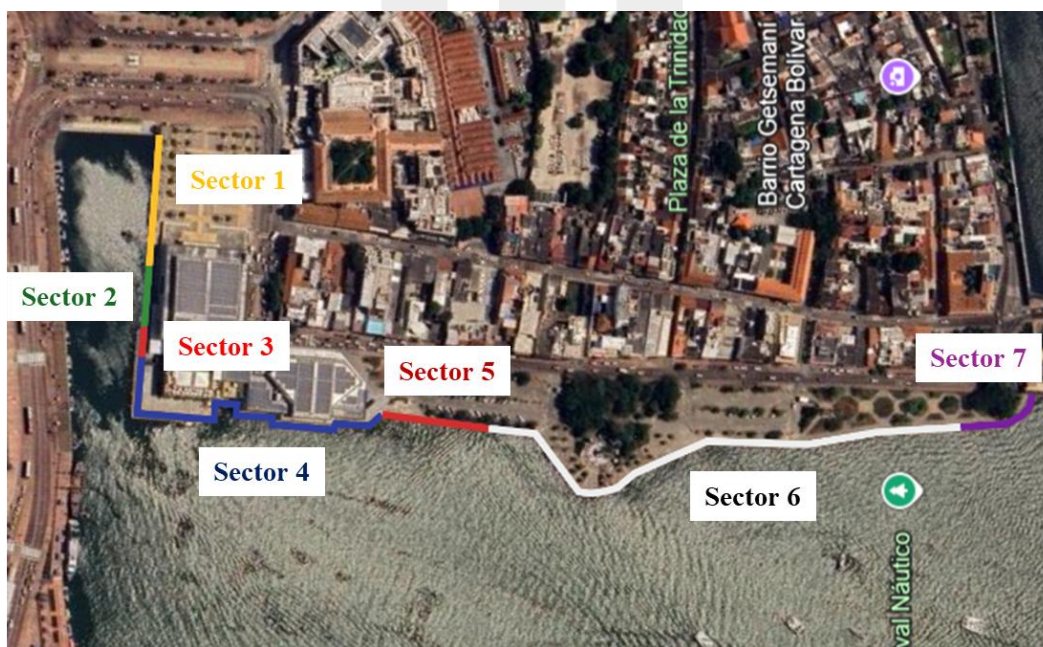 Plaza de la Trinidad
Barrio Getsemaní
Cartagena Bolivar
Sector 1
Sector 2
Sector 3
Sector 5
Sector 7
Sector 4
Sector 6
val Náutico